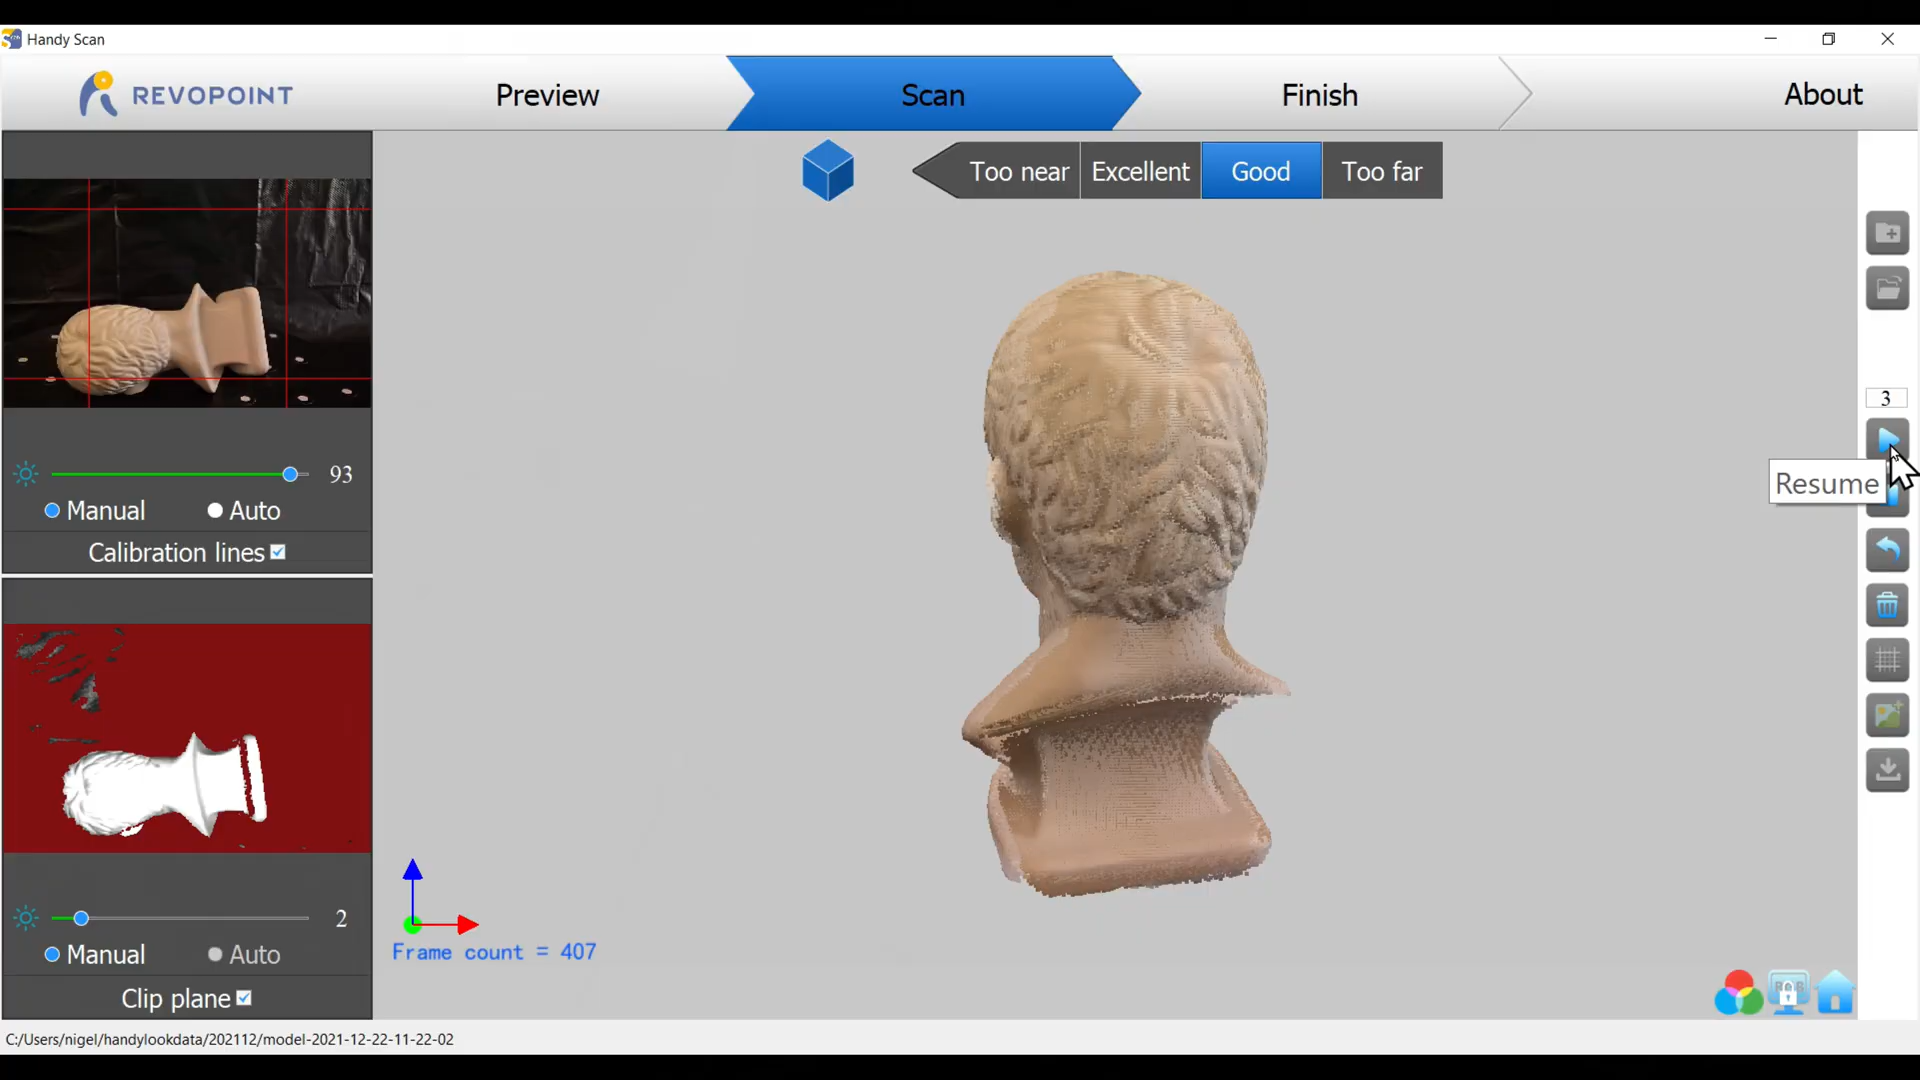 Handy Scan
REVOPOINT
Preview
Scan
Finish
About
Too near
Excellent
Good
Too far
93
Manual
Auto
Calibration lines
3
Resume
2
Manual
Auto
Clip plane
Frame count = 407
C:/Users/nigel/handylookdata/202112/model-2021-12-22-11-22-02